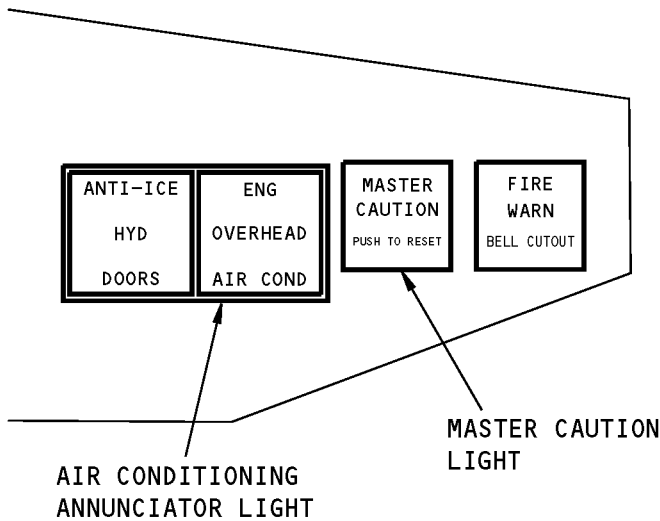 ANTI-ICE
HYD
DOORS
ENG
OVERHEAD
AIR COND
MASTER
CAUTION
PUSH TO RESET
FIRE
WARN
BELL CUTOUT
MASTER CAUTION
LIGHT
AIR CONDITIONING
ANNUNCIATOR LIGHT